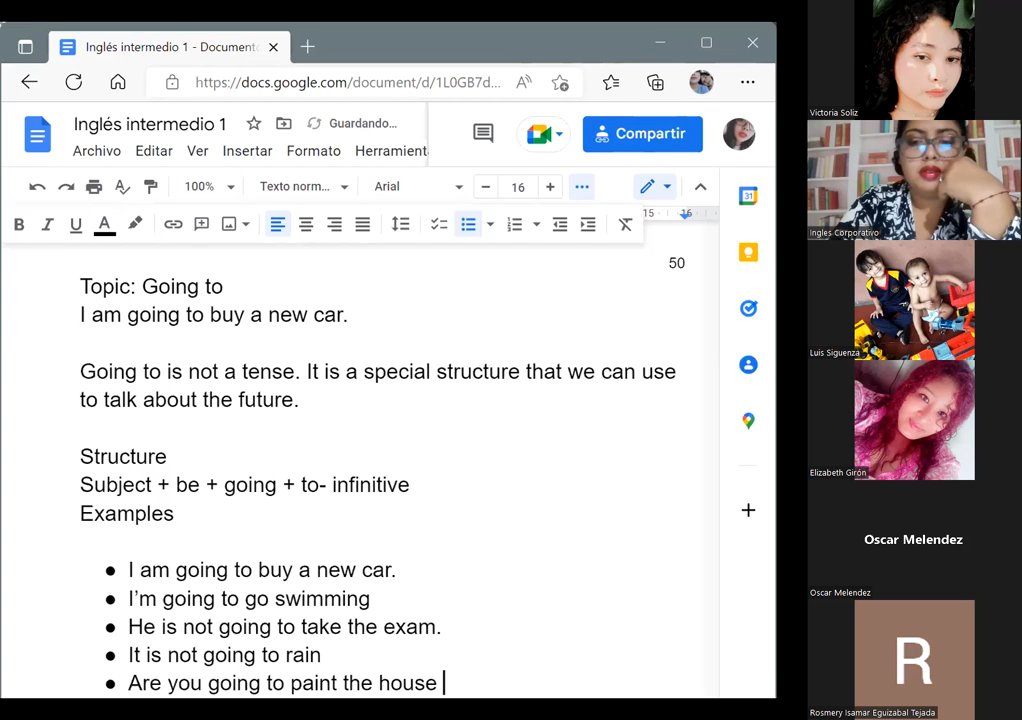 Inglés intermedio 1 - Documento
https://docs.google.com/document/d/1L0GB7d...
Inglés intermedio 1
Guardando...
Compartir
Archivo Editar Ver Insertar Formato Herramient
100% Texto norm... Arial 16
15 16
50
Topic: Going to
I am going to buy a new car.
Going to is not a tense. It is a special structure that we can use
to talk about the future.
Structure
Subject + be + going + to- infinitive
Examples
● I am going to buy a new car.
● I'm going to go swimming
● He is not going to take the exam.
● It is not going to rain
● Are you going to paint the house
31
Victoria Soliz
Ingles Corporativo
Luis Siguenza
Elizabeth Girón
Oscar Melendez
Oscar Melendez
R
Rosmery Isamar Eguizabal Tejada